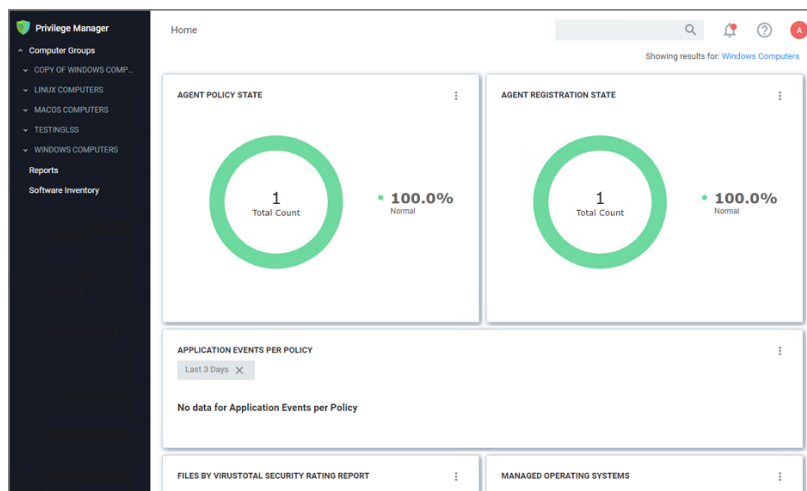 Privilege Manager
Computer Groups
COPY OF WINDOWS COMP...
LINUX COMPUTERS
MACOS COMPUTERS
TESTINGLSS
WINDOWS COMPUTERS
Reports
Software Inventory
Home
A
Showing results for: Windows Computers
AGENT POLICY STATE
1
Total Count
100.0%
Normal
AGENT REGISTRATION STATE
1
Total Count
100.0%
Normal
APPLICATION EVENTS PER POLICY
Last 3 Days
No data for Application Events per Policy
FILES BY VIRUSTOTAL SECURITY RATING REPORT
MANAGED OPERATING SYSTEMS